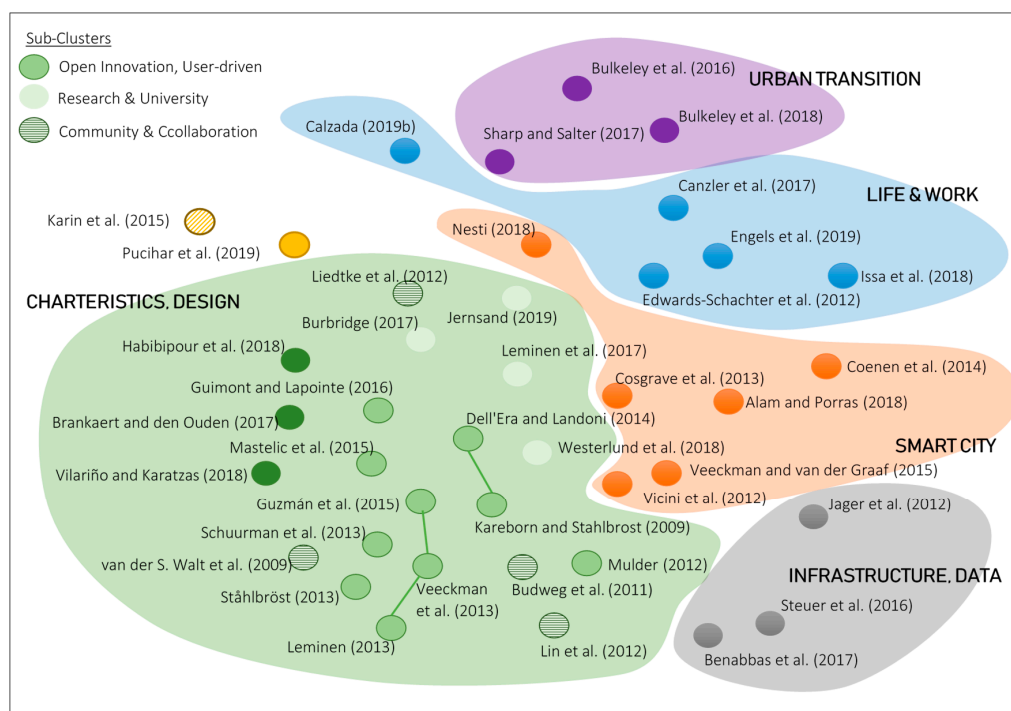 Sub-Clusters
Open Innovation, User-driven
Research & University
Community & Ccollaboration
Bulkeley et al. (2016)
URBAN TRANSITION
Calzada (2019b)
Sharp and Salter (2017)
Bulkeley et al. (2018)
Canzler et al. (2017)
LIFE & WORK
Karin et al. (2015)
Pucihar et al. (2019)
Nesti (2018)
Engels et al. (2019)
Issa et al. (2018)
Edwards-Schachter et al. (2012)
Liedtke et al. (2012)
CHARTERISTICS, DESIGN
Burbridge (2017)
Jernsand (2019)
Habibipour et al. (2018)
Leminen et al. (2017)
Coenen et al. (2014)
Guimont and Lapointe (2016)
Cosgrave et al. (2013)
Alam and Porras (2018)
Brankaert and den Ouden (2017)
Dell'Era and Landoni (2014)
Mastelic et al. (2015)
Westerlund et al. (2018)
SMART CITY
Vilariño and Karatzas (2018)
Veeckman and van der Graaf (2015)
Vicini et al. (2012)
Guzmán et al. (2015)
Jager et al. (2012)
Kareborn and Stahlbrost (2009)
Schuurman et al. (2013)
van der S. Walt et al. (2009)
Mulder (2012)
INFRASTRUCTURE, DATA
Ståhlbröst (2013)
Veeckman
et al. (2013)
Budweg et al. (2011)
Steuer et al. (2016)
Leminen (2013)
Lin et al. (2012)
Benabbas et al. (2017)